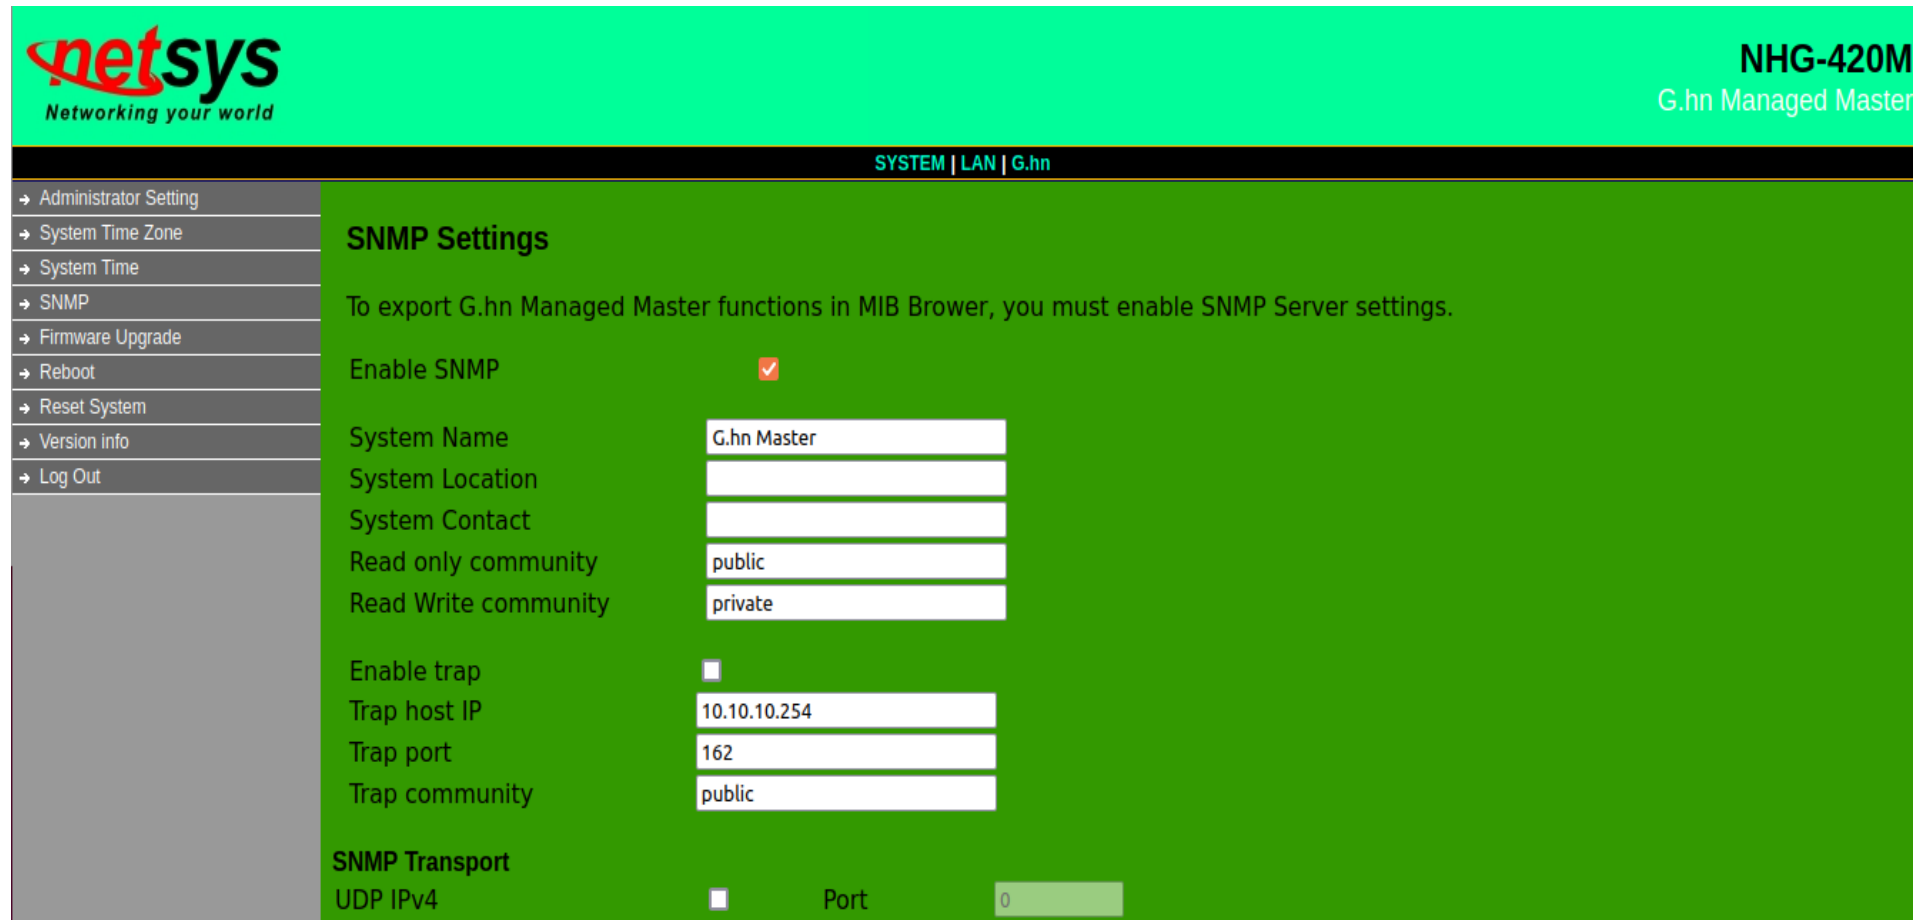 netsys
Networking your world
NHG-420M
G.hn Managed Master
SYSTEM | LAN | G.hn
Administrator Setting
System Time Zone
System Time
SNMP
Firmware Upgrade
Reboot
Reset System
Version info
Log Out
SNMP Settings
To export G.hn Managed Master functions in MIB Brower, you must enable SNMP Server settings.
Enable SNMP
System Name G.hn Master
System Location
System Contact
Read only community public
Read Write community private
Enable trap
Trap host IP 10.10.10.254
Trap port 162
Trap community public
SNMP Transport
UDP IPv4 Port 0